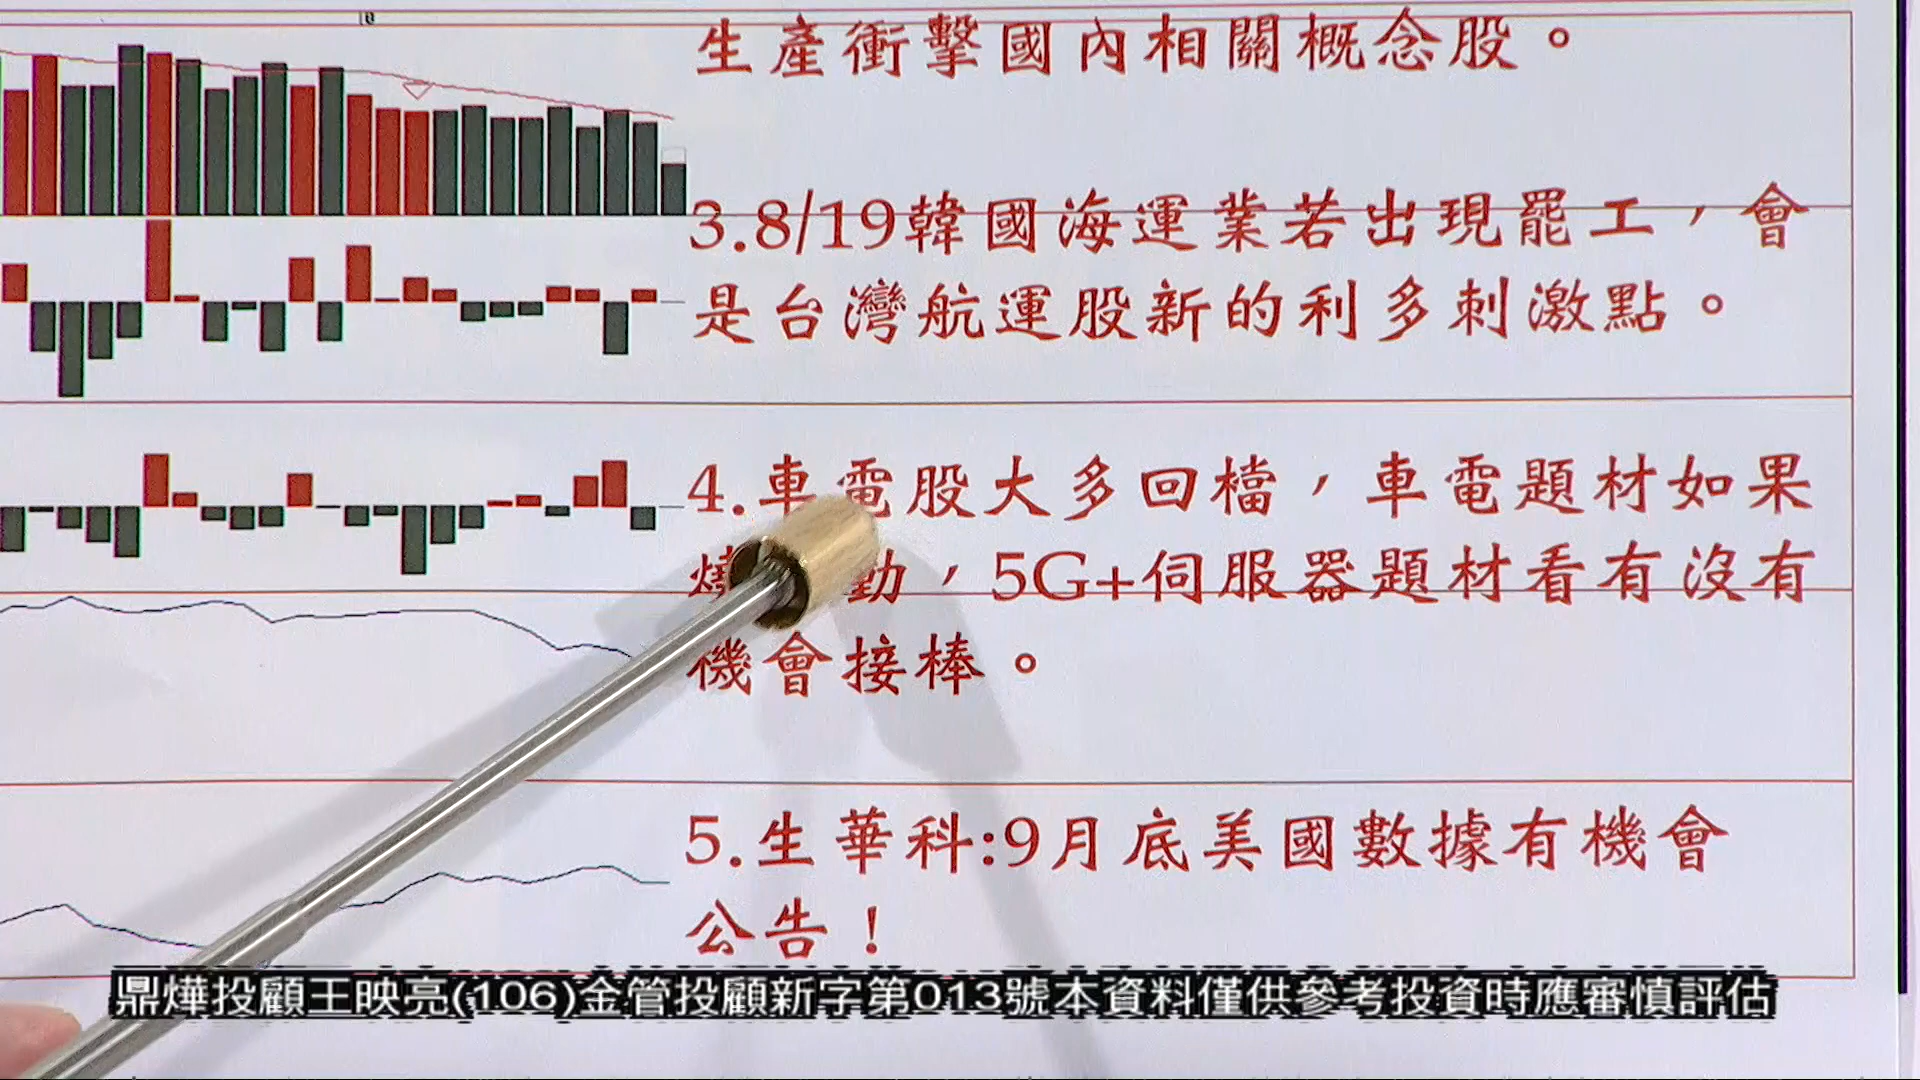 生產衝擊國內相關概念股。
3.8/19韓國海運業若出現罷工，會
是台灣航運股新的利多刺激點。
4.車電股大多回檔，車電題材如果
燒動，5G+伺服器題材看有沒有
機會接棒。
5.生華科:9月底美國數據有機會
公告！
鼎燁投顧王映亮(106)金管投顧新字第013號本資料僅供參考投資時應審慎評估